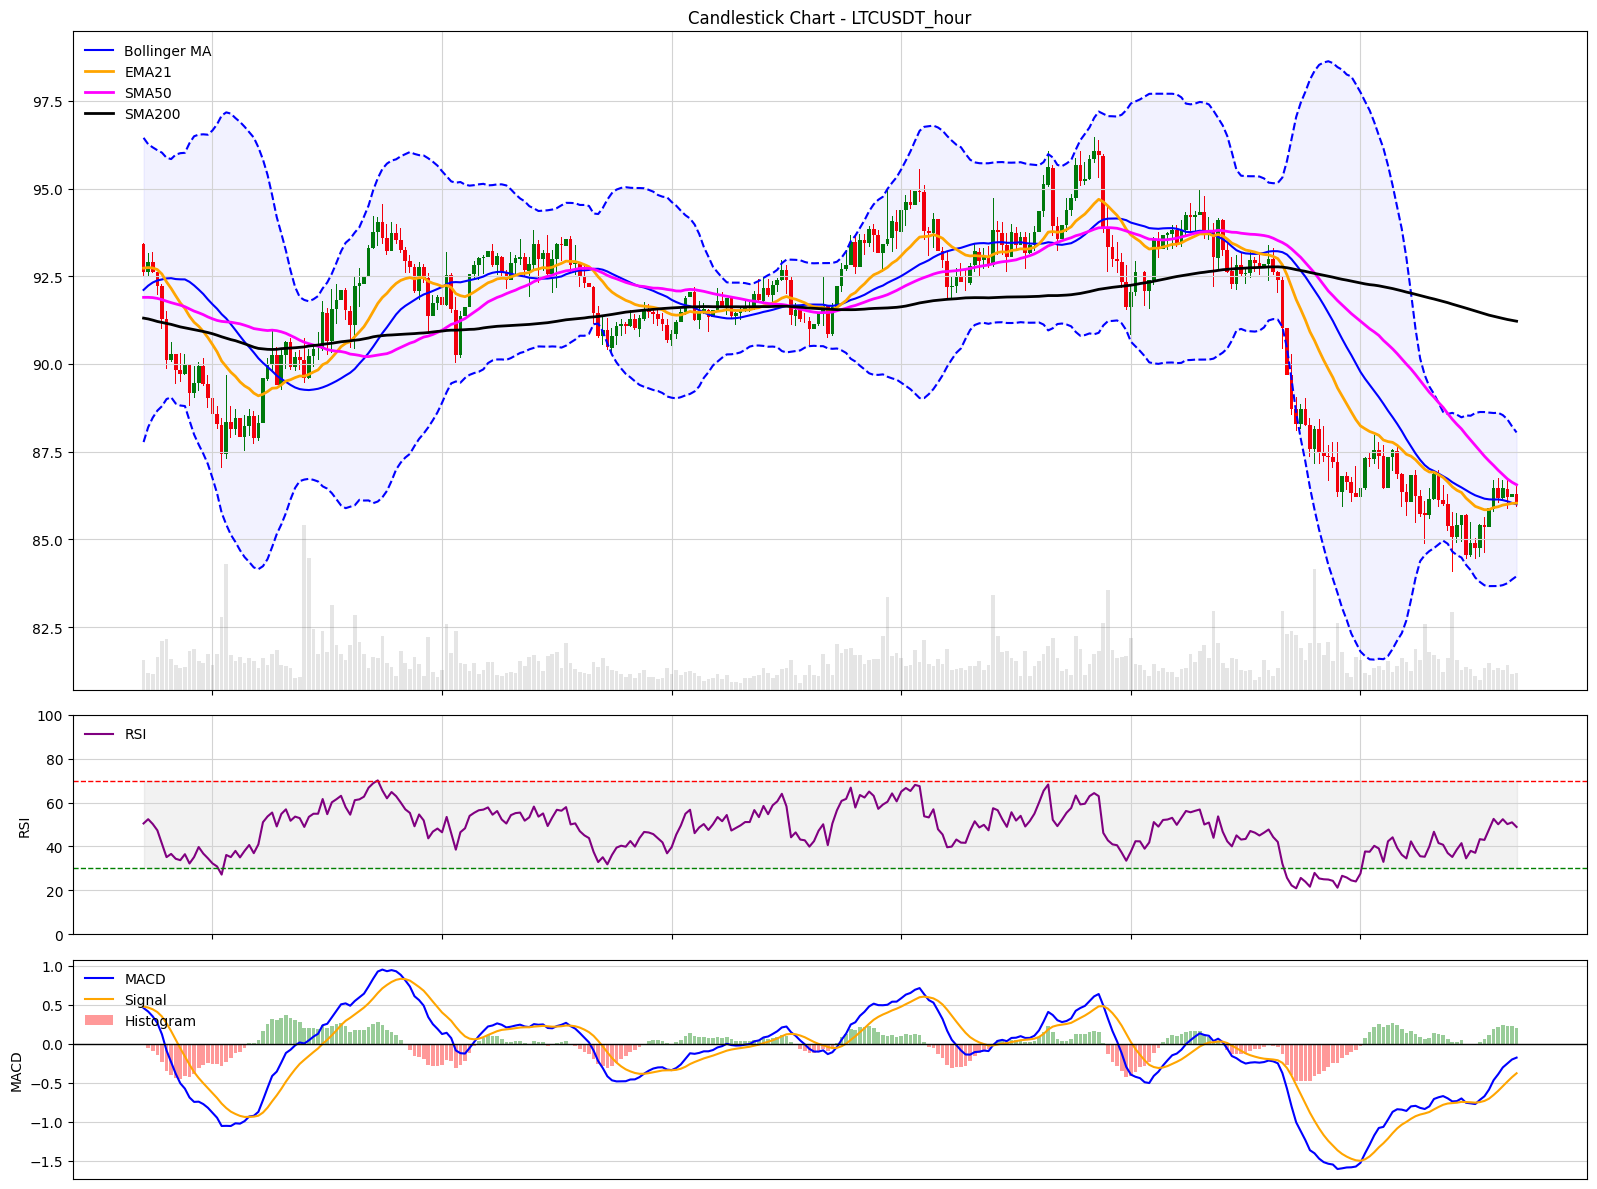 Candlestick Chart - LTCUSDT_hour
Bollinger MA
EMA21
SMA50
SMA200
97.5
95.0
92.5
90.0
87.5
85.0
82.5
RSI
RSI
100
80
60
40
20
0
MACD
Signal
Histogram
MACD
1.0
0.5
0.0
−0.5
−1.0
−1.5